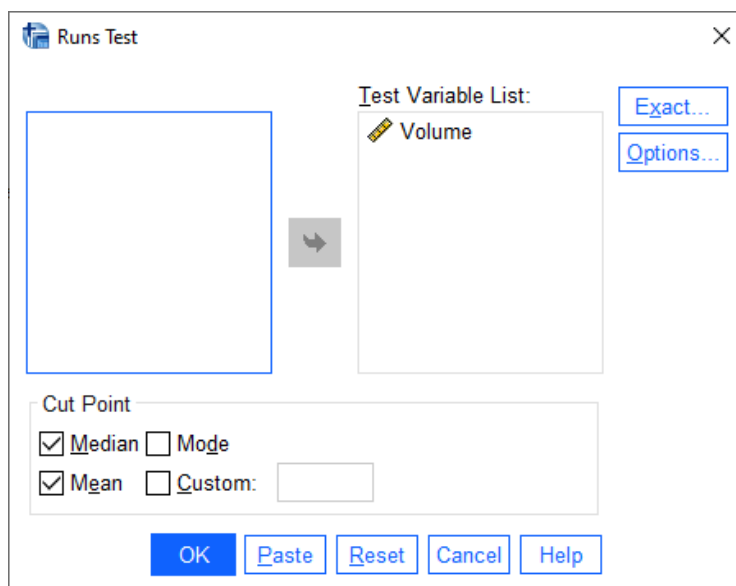 Runs Test
Test Variable List:
Volume
Exact...
Options...
Cut Point
Median Mode
Mean Custom:
OK Paste Reset Cancel Help